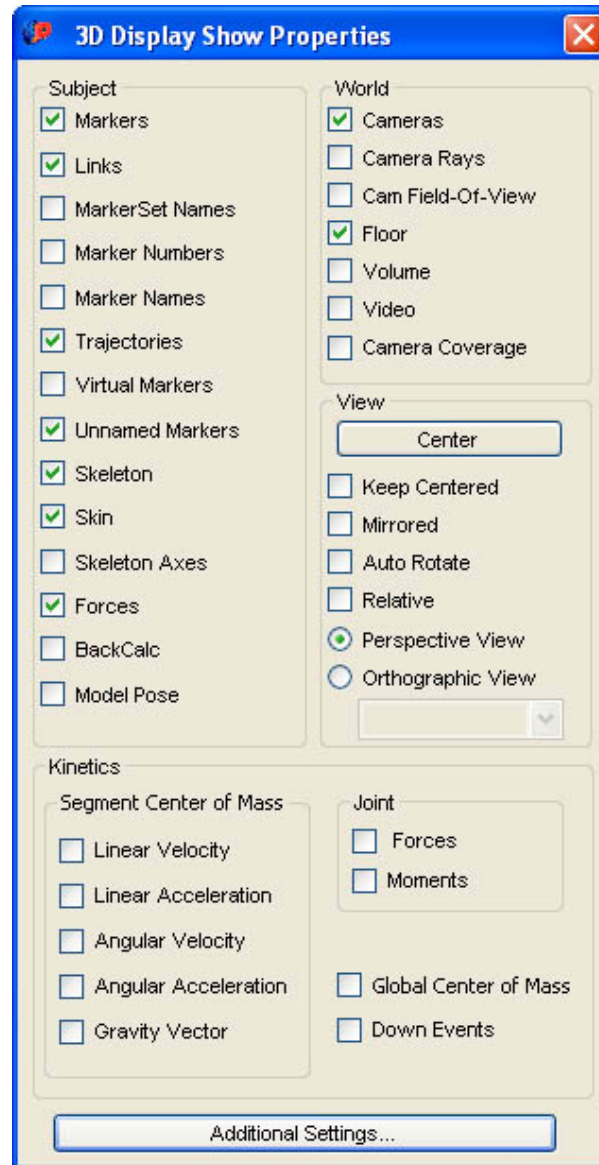 3D Display Show Properties
Subject
Markers
Links
MarkerSet Names
Marker Numbers
Marker Names
Trajectories
Virtual Markers
Unnamed Markers
Skeleton
Skin
Skeleton Axes
Forces
BackCalc
Model Pose
World
Cameras
Camera Rays
Cam Field-Of-View
Floor
Volume
Video
Camera Coverage
View
Center
Keep Centered
Mirrored
Auto Rotate
Relative
Perspective View
Orthographic View
Kinetics
Segment Center of Mass
Linear Velocity
Linear Acceleration
Angular Velocity
Angular Acceleration
Gravity Vector
Joint
Forces
Moments
Global Center of Mass
Down Events
Additional Settings...